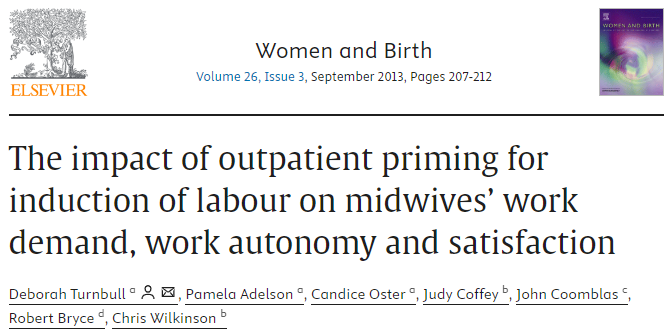 Women and Birth
WOMEN AND BIRTH
Volume 26, Issue 3, September 2013, Pages 207-212
ELSEVIER
The impact of outpatient priming for
induction of labour on midwives’ work
demand, work autonomy and satisfaction
Deborah Turnbull a, Pamela Adelson a, Candice Oster a, Judy Coffey b, John Coomblas c,
Robert Bryce d, Chris Wilkinson b